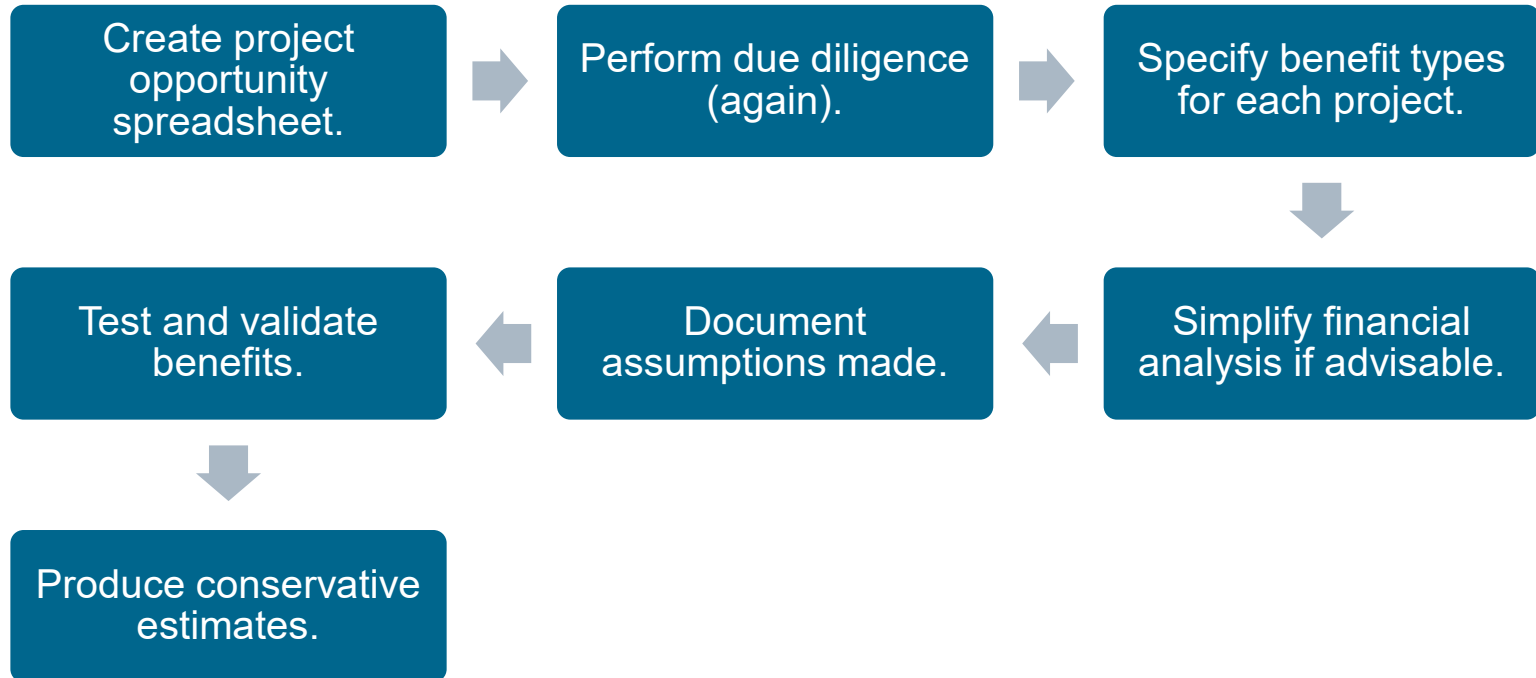 Create project
opportunity
spreadsheet.
Perform due diligence
(again).
Specify benefit types
for each project.
Simplify financial
analysis if advisable.
Document
assumptions made.
Test and validate
benefits.
Produce conservative
estimates.